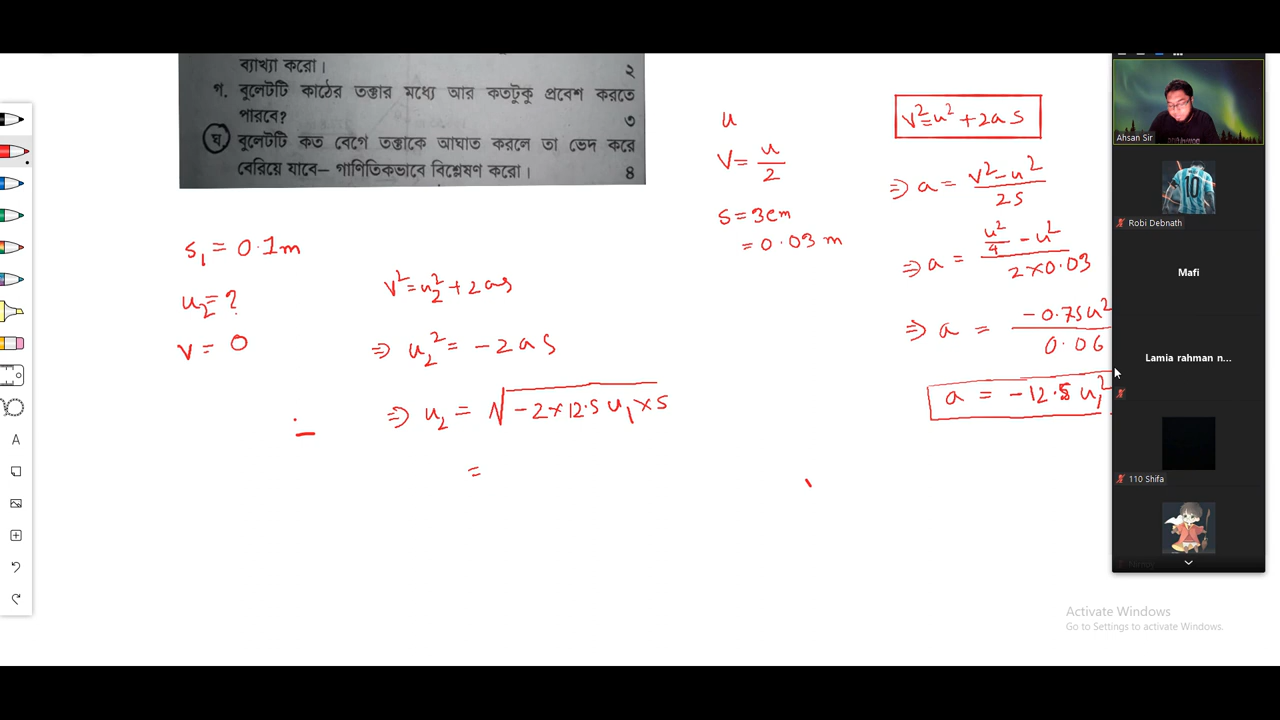 ব্যাখ্যা করো। ২
গ. বুলেটটি কাঠের তক্তার মধ্যে আর কতটুকু প্রবেশ করতে
পারবে? ৩
ঘ. বুলেটটি কত বেগে তক্তাকে আঘাত করলে তা ভেদ করে
বেরিয়ে যাবে– গাণিতিকভাবে বিশ্লেষণ করো। ৪
s₁ = 0.1m
u₂ = ?
v = 0
v² = u₂² + 2as
⇒ u₂² = -2as
⇒ u₂ = √(-2×12.5u₁×s)
=
u
v = u/2
s = 3cm
= 0.03 m
v² = u² + 2as
⇒ a = (v² - u²)/2s
⇒ a = (u²/4 - u²)/(2×0.03)
⇒ a = -0.75u²/0.06
a = -12.5 u₁²
Ahsan Sir
Robi Debnath
Mafi
Lamia rahman n...
110 Shifa
A
Activate Windows
Go to Settings to activate Windows.